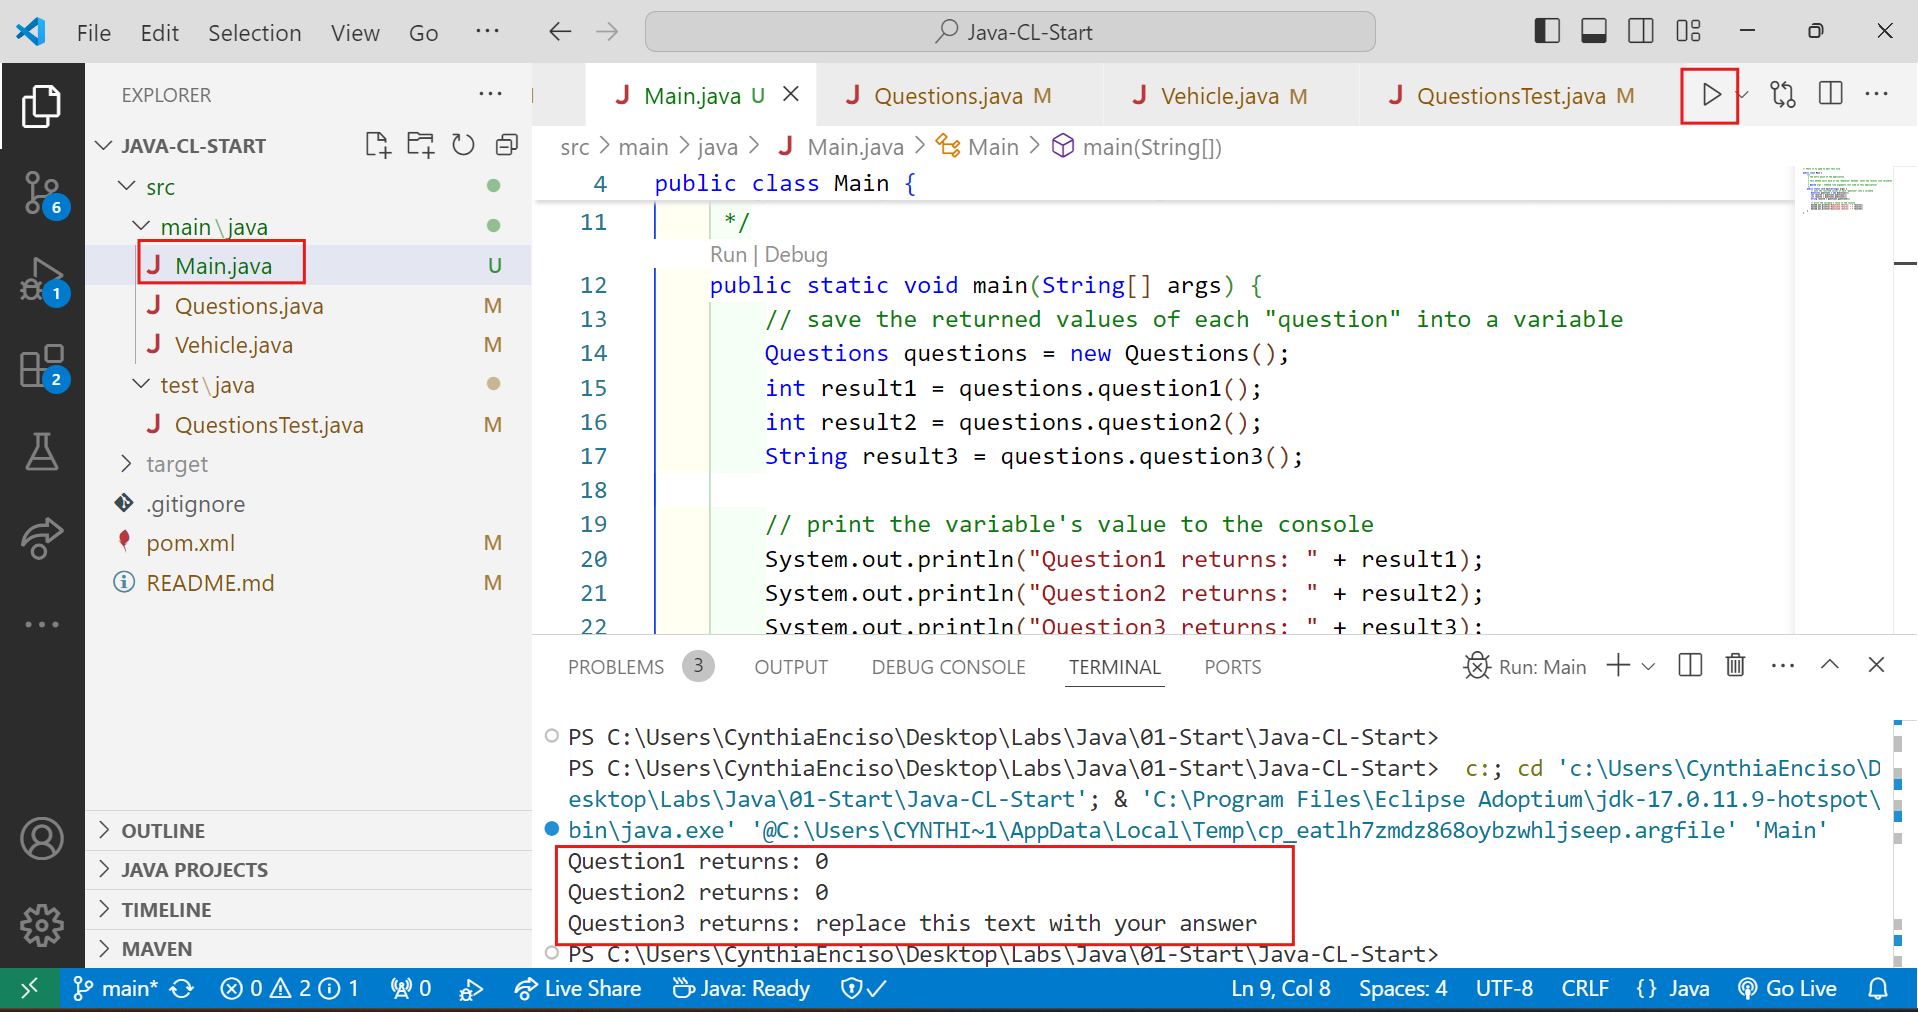 File Edit Selection View Go ···
Java-CL-Start
EXPLORER
JAVA-CL-START
src
main\java
Main.java U
Questions.java M
Vehicle.java M
test\java
QuestionsTest.java M
target
.gitignore
pom.xml M
README.md M
OUTLINE
JAVA PROJECTS
TIMELINE
MAVEN
6
1
2
Main.java U
Questions.java M
Vehicle.java M
QuestionsTest.java M
src > main > java > Main.java > Main > main(String[])
4 public class Main {
11 */
Run | Debug
12 public static void main(String[] args) {
13 // save the returned values of each "question" into a variable
14 Questions questions = new Questions();
15 int result1 = questions.question1();
16 int result2 = questions.question2();
17 String result3 = questions.question3();
18
19 // print the variable's value to the console
20 System.out.println("Question1 returns: " + result1);
21 System.out.println("Question2 returns: " + result2);
22 System.out.println("Question3 returns: " + result3);
PROBLEMS 3 OUTPUT DEBUG CONSOLE TERMINAL PORTS
Run: Main
PS C:\Users\CynthiaEnciso\Desktop\Labs\Java\01-Start\Java-CL-Start>
PS C:\Users\CynthiaEnciso\Desktop\Labs\Java\01-Start\Java-CL-Start> c:; cd 'c:\Users\CynthiaEnciso\D
esktop\Labs\Java\01-Start\Java-CL-Start'; & 'C:\Program Files\Eclipse Adoptium\jdk-17.0.11.9-hotspot\
bin\java.exe' '@C:\Users\CYNTHI~1\AppData\Local\Temp\cp_eatlh7zmdz868oybzwhljseep.argfile' 'Main'
Question1 returns: 0
Question2 returns: 0
Question3 returns: replace this text with your answer
PS C:\Users\CynthiaEnciso\Desktop\Labs\Java\01-Start\Java-CL-Start>
main* 0 2 1 0 Live Share Java: Ready Ln 9, Col 8 Spaces: 4 UTF-8 CRLF {} Java Go Live